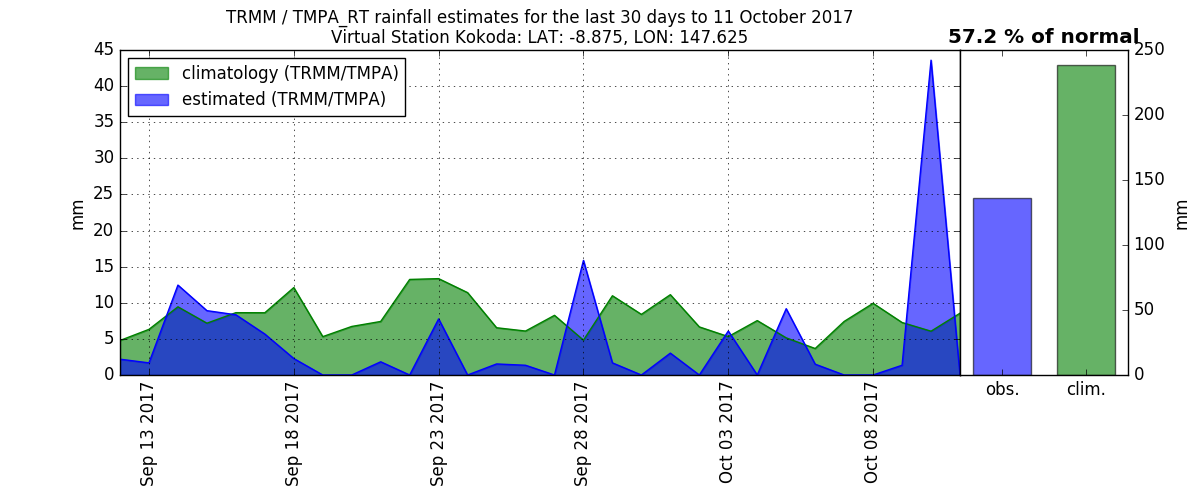 TRMM / TMPA_RT rainfall estimates for the last 30 days to 11 October 2017
Virtual Station Kokoda: LAT: -8.875, LON: 147.625
57.2 % of normal
climatology (TRMM/TMPA)
estimated (TRMM/TMPA)
mm
45
40
35
30
25
20
15
10
5
0
Sep 13 2017
Sep 18 2017
Sep 23 2017
Sep 28 2017
Oct 03 2017
Oct 08 2017
obs.
clim.
250
200
150
100
50
0
mm